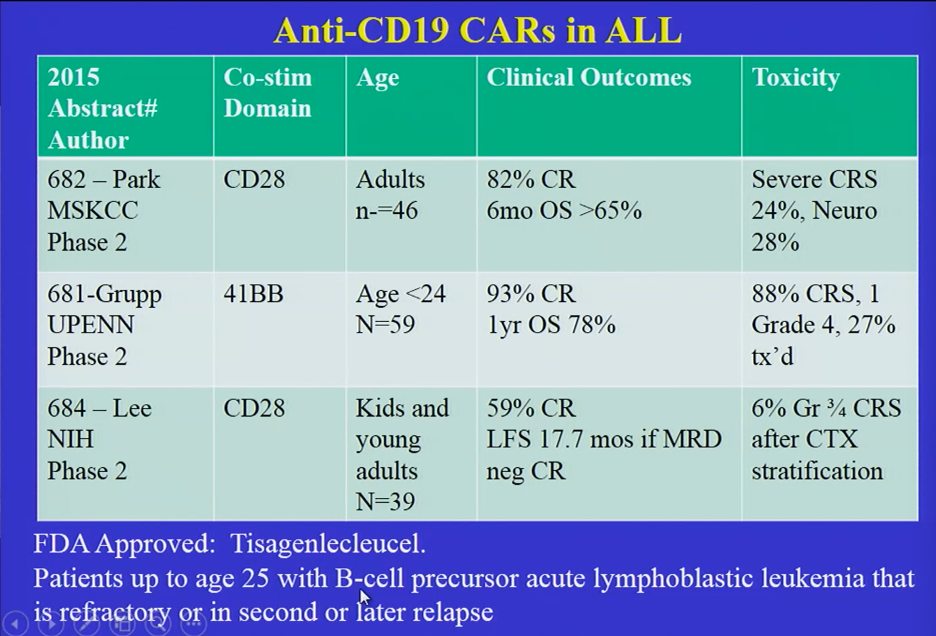 Anti-CD19 CARs in ALL
2015
Abstract#
Author
Co-stim
Domain
Age
Clinical Outcomes
Toxicity
682 – Park
MSKCC
Phase 2
CD28
Adults
n-=46
82% CR
6mo OS >65%
Severe CRS
24%, Neuro
28%
681-Grupp
UPENN
Phase 2
41BB
Age <24
N=59
93% CR
1yr OS 78%
88% CRS, 1
Grade 4, 27%
tx’d
684 – Lee
NIH
Phase 2
CD28
Kids and
young
adults
N=39
59% CR
LFS 17.7 mos if MRD
neg CR
6% Gr ¾ CRS
after CTX
stratification
FDA Approved:  Tisagenlecleucel.
Patients up to age 25 with B-cell precursor acute lymphoblastic leukemia that
is refractory or in second or later relapse